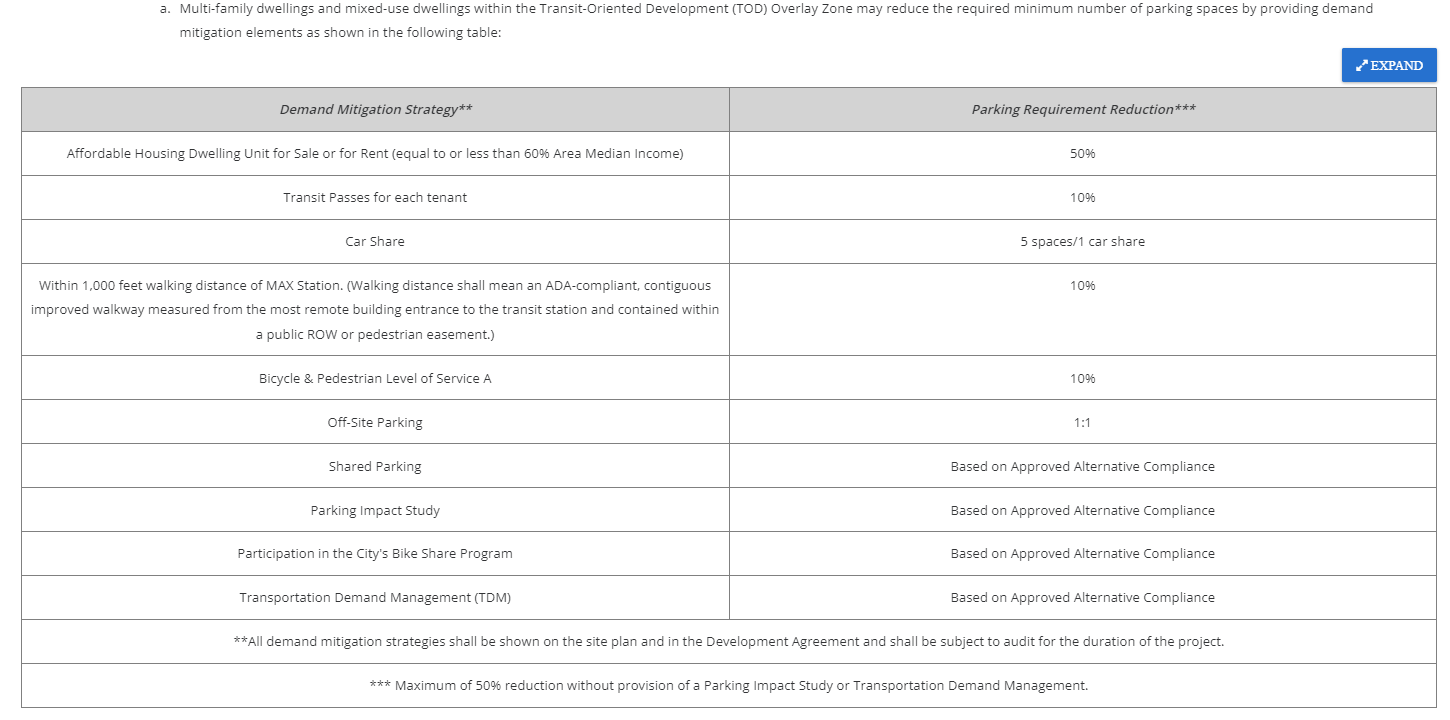 a. Multi-family dwellings and mixed-use dwellings within the Transit-Oriented Development (TOD) Overlay Zone may reduce the required minimum number of parking spaces by providing demand
mitigation elements as shown in the following table:
EXPAND
Demand Mitigation Strategy** Parking Requirement Reduction***
Affordable Housing Dwelling Unit for Sale or for Rent (equal to or less than 60% Area Median Income) 50%
Transit Passes for each tenant 10%
Car Share 5 spaces/1 car share
Within 1,000 feet walking distance of MAX Station. (Walking distance shall mean an ADA-compliant, contiguous 10%
improved walkway measured from the most remote building entrance to the transit station and contained within
a public ROW or pedestrian easement.)
Bicycle & Pedestrian Level of Service A 10%
Off-Site Parking 1:1
Shared Parking Based on Approved Alternative Compliance
Parking Impact Study Based on Approved Alternative Compliance
Participation in the City's Bike Share Program Based on Approved Alternative Compliance
Transportation Demand Management (TDM) Based on Approved Alternative Compliance
**All demand mitigation strategies shall be shown on the site plan and in the Development Agreement and shall be subject to audit for the duration of the project.
*** Maximum of 50% reduction without provision of a Parking Impact Study or Transportation Demand Management.